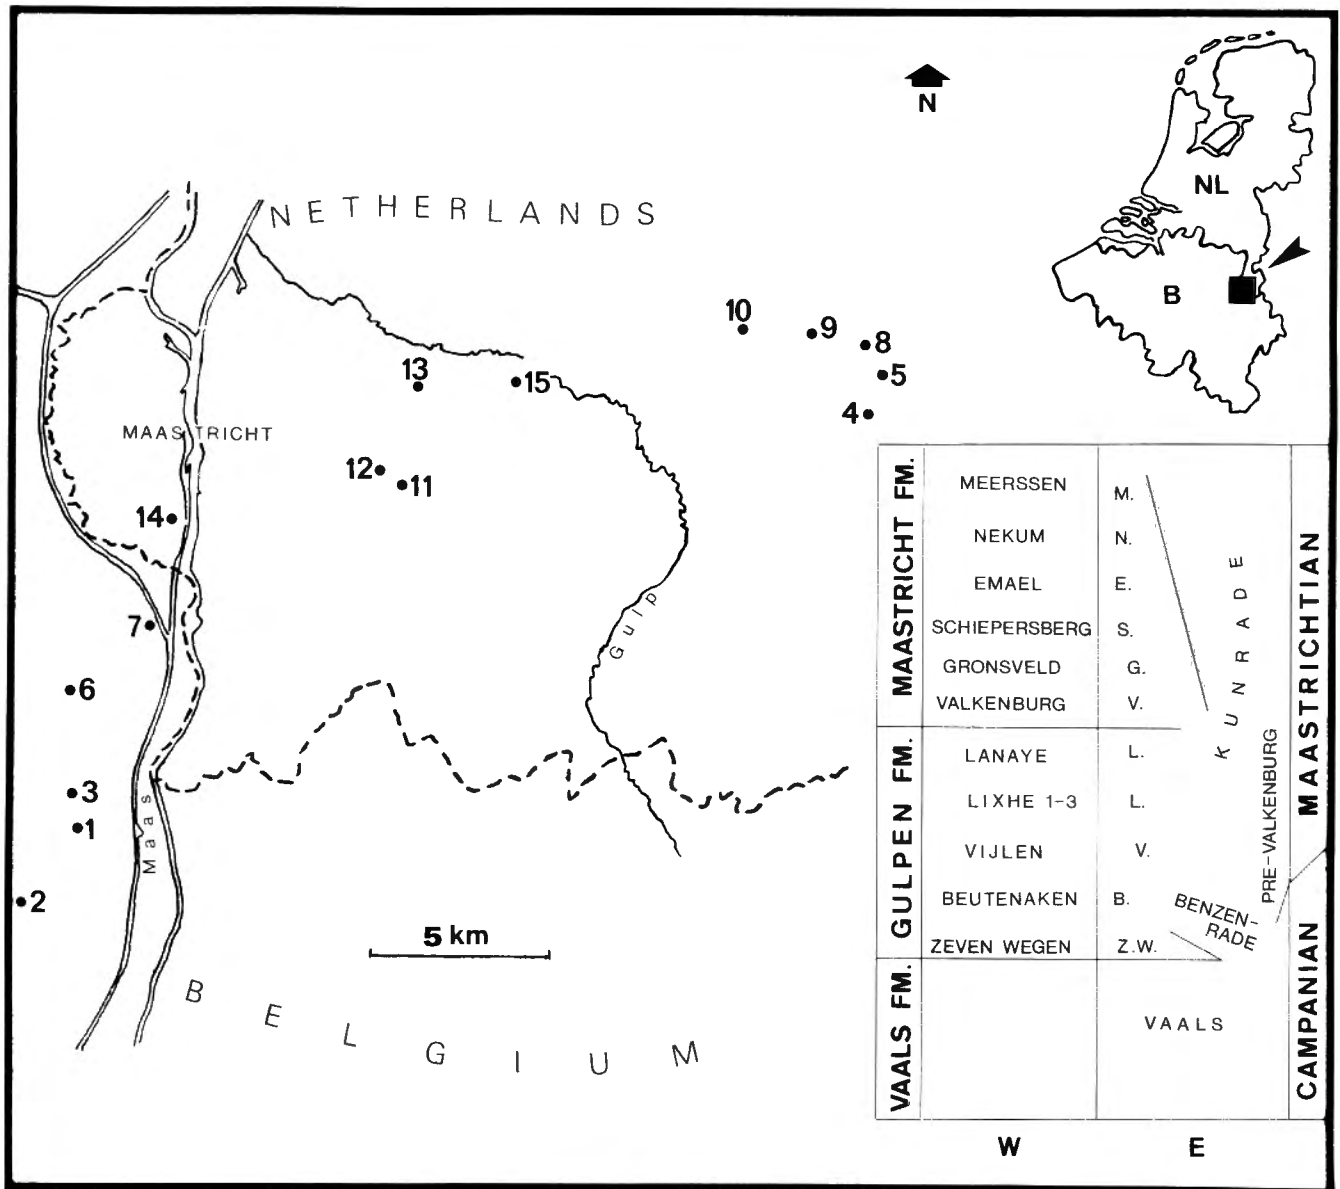 N
NL
B
NETHERLANDS
10
9
8
5
4
13
15
MAASTRICHT
12
11
14
7
6
3
1
2
Gulp
Maas
5 km
BELGIUM
MAASTRICHT FM.
GULPEN FM.
VAALS FM.
MEERSSEN M.
NEKUM N.
EMAEL E.
SCHIEPERSBERG S.
GRONSVELD G.
VALKENBURG V.
LANAYE L.
LIXHE 1-3 L.
VIJLEN V.
BEUTENAKEN B.
ZEVEN WEGEN Z.W.
VAALS
KUNRADE
PRE-VALKENBURG
BENZEN-
RADE
MAASTRICHTIAN
CAMPANIAN
W E